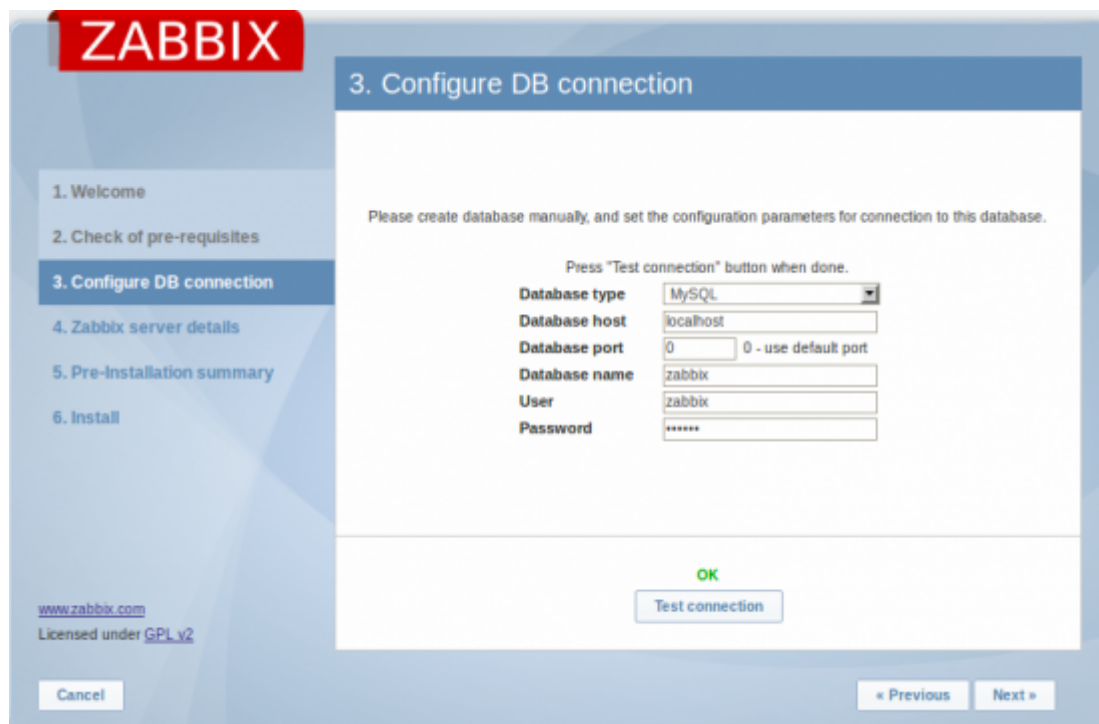 ZABBIX
3. Configure DB connection
1. Welcome
2. Check of pre-requisites
3. Configure DB connection
4. Zabbix server details
5. Pre-Installation summary
6. Install
Please create database manually, and set the configuration parameters for connection to this database.
Press "Test connection" button when done.
Database type MySQL
Database host localhost
Database port 0 0 - use default port
Database name zabbix
User zabbix
Password ••••••
OK
Test connection
www.zabbix.com
Licensed under GPL v2
Cancel
« Previous Next »